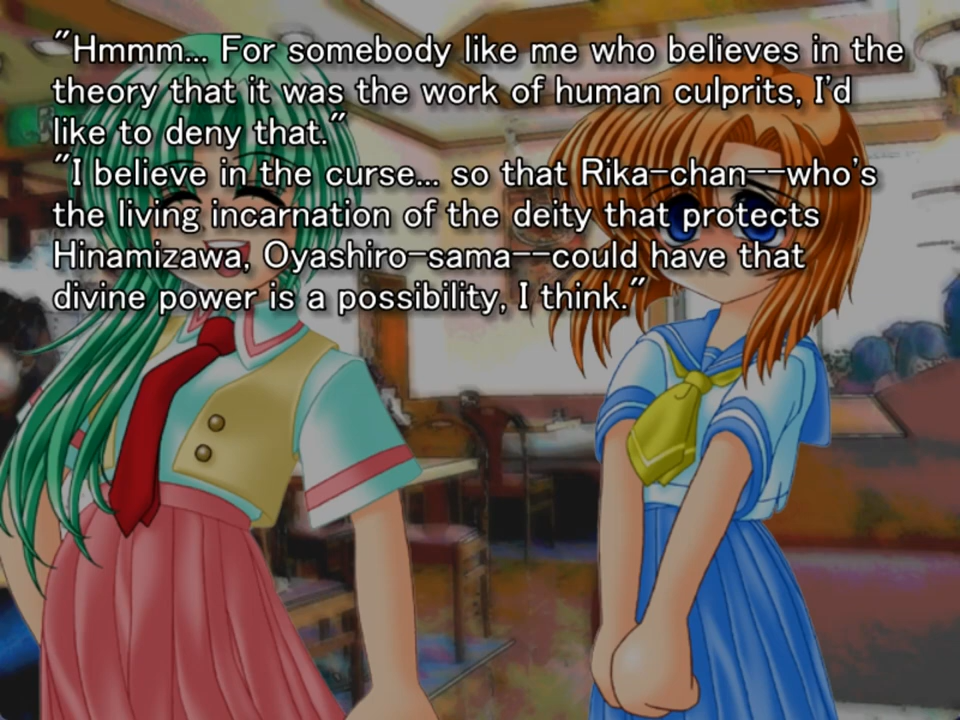 "Hmmm... For somebody like me who believes in the
theory that it was the work of human culprits, I'd
like to deny that."
"I believe in the curse... so that Rika-chan--who's
the living incarnation of the deity that protects
Hinamizawa, Oyashiro-sama--could have that
divine power is a possibility, I think."